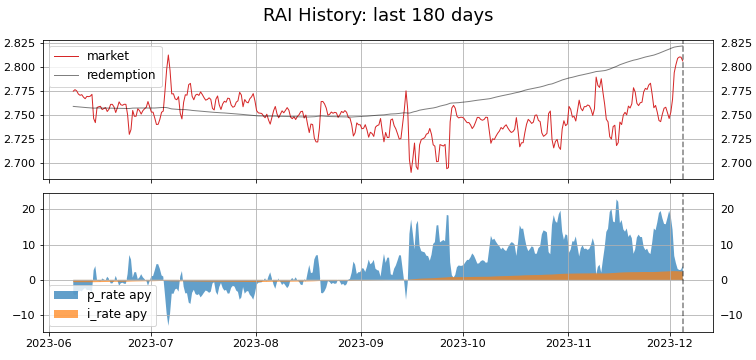 RAI History: last 180 days
2.825 2.825
market
2.800 2.800
redemption
2.775 2.775
2.750 2.750
2.725 2.725
2.700 2.700
20 20
10 10
0 0
p_rate apy
−10 −10
i_rate apy
2023-06 2023-07 2023-08 2023-09 2023-10 2023-11 2023-12